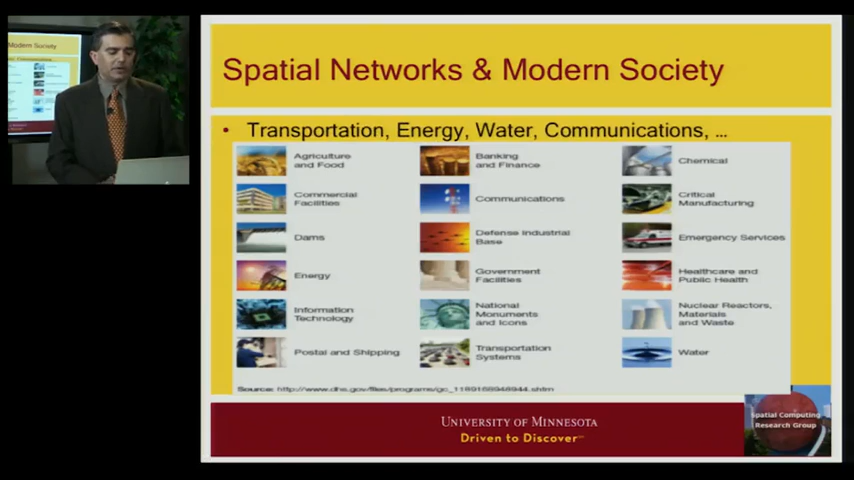 Spatial Networks & Modern Society
• Transportation, Energy, Water, Communications, ...
Agriculture
and Food
Banking
and Finance
Chemical
Commercial
Facilities
Communications
Critical
Manufacturing
Dams
Defense Industrial
Base
Emergency Services
Energy
Government
Facilities
Healthcare and
Public Health
Information
Technology
National
Monuments
and Icons
Nuclear Reactors,
Materials
and Waste
Postal and Shipping
Transportation
Systems
Water
Source: http://www.dhs.gov/files/programs/gc_1189168948944.shtm
UNIVERSITY OF MINNESOTA
Driven to Discover
Spatial Computing
Research Group